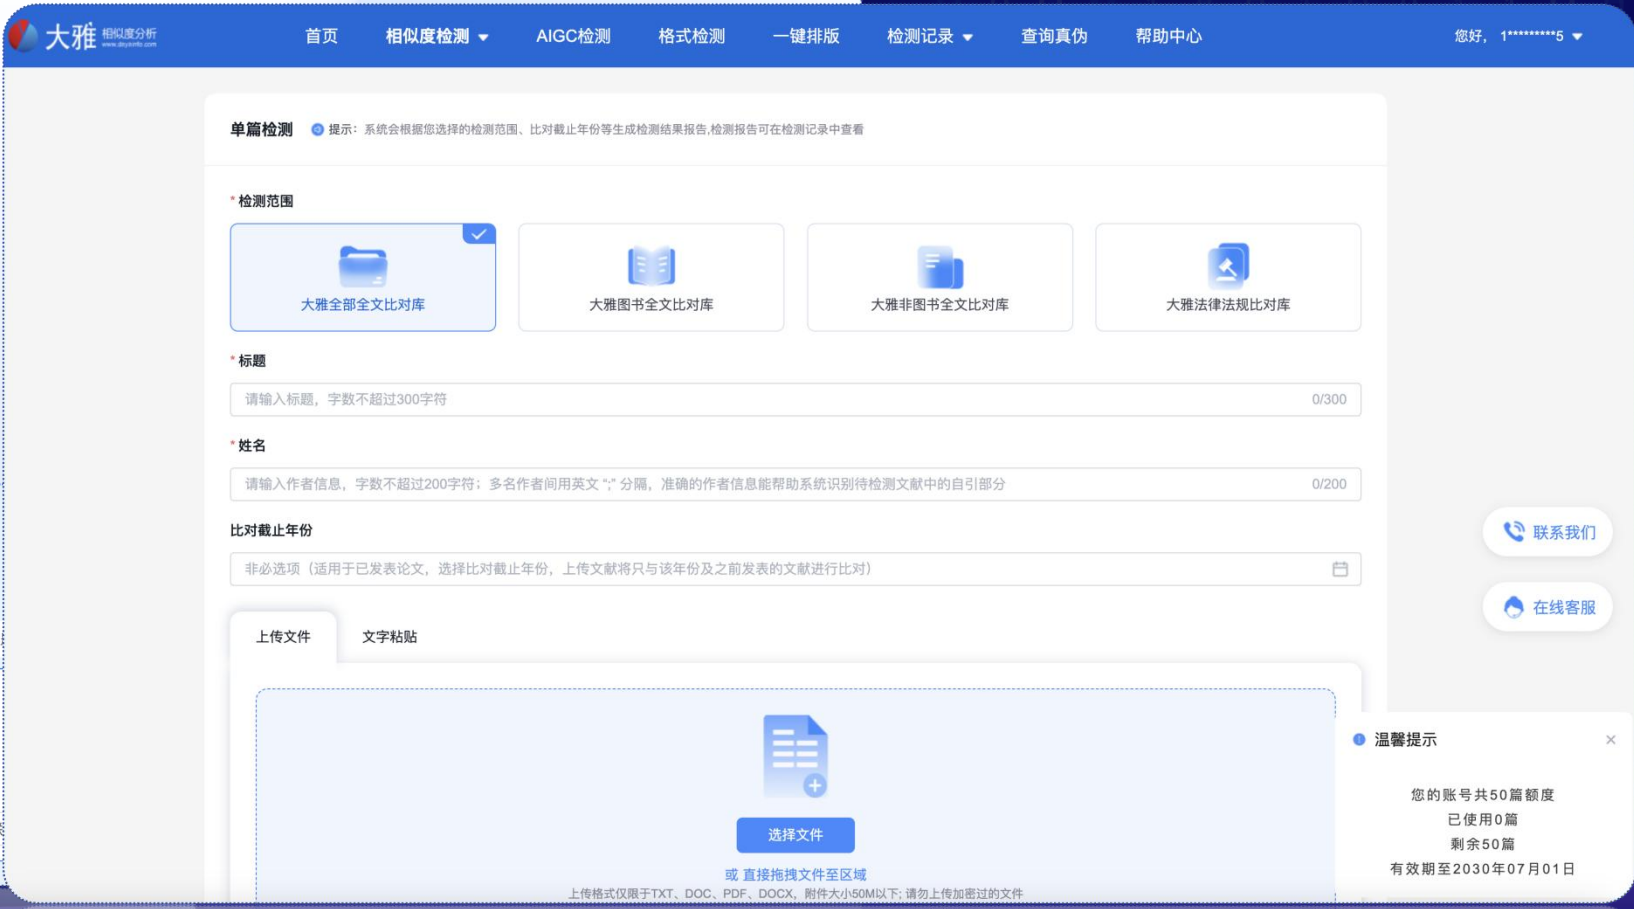 大雅 相似度分析
首页 相似度检测 AIGC检测 格式检测 一键排版 检测记录 查询真伪 帮助中心 您好, 1*********5
单篇检测 提示: 系统会根据您选择的检测范围、比对截止年份等生成检测结果报告,检测报告可在检测记录中查看
* 检测范围
大雅全部全文比对库 大雅图书全文比对库 大雅非图书全文比对库 大雅法律法规比对库
* 标题
请输入标题, 字数不超过300字符 0/300
* 姓名
请输入作者信息, 字数不超过200字符; 多名作者间用英文 “;” 分隔, 准确的作者信息能帮助系统识别待检测文献中的自引部分 0/200
比对截止年份
非必选项 (适用于已发表论文, 选择比对截止年份, 上传文献将只与该年份及之前发表的文献进行比对)
联系我们
在线客服
上传文件 文字粘贴
选择文件
或 直接拖拽文件至区域
上传格式仅限于TXT、DOC、PDF、DOCX, 附件大小50M以下; 请勿上传加密过的文件
温馨提示 ×
您的账号共50篇额度
已使用0篇
剩余50篇
有效期至2030年07月01日